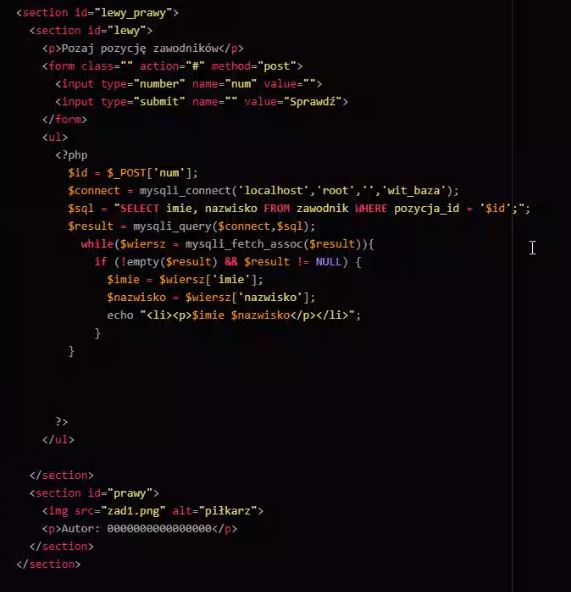 <section id="lewy_prawy">
<section id="lewy">
<p>Pozaj pozycję zawodników</p>
<form class="" action="#" method="post">
<input type="number" name="num" value="">
<input type="submit" name="" value="Sprawdź">
</form>
<ul>
<?php
$id = $_POST['num'];
$connect = mysqli_connect('localhost','root','','wit_baza');
$sql = "SELECT imie, nazwisko FROM zawodnik WHERE pozycja_id = '$id';";
$result = mysqli_query($connect,$sql);
while($wiersz = mysqli_fetch_assoc($result)){
if (!empty($result) && $result != NULL) {
$imie = $wiersz['imie'];
$nazwisko = $wiersz['nazwisko'];
echo "<li><p>$imie $nazwisko</p></li>";
}
}
?>
</ul>
</section>
<section id="prawy">
<img src="zad1.png" alt="piłkarz">
<p>Autor: 0000000000000000</p>
</section>
</section>